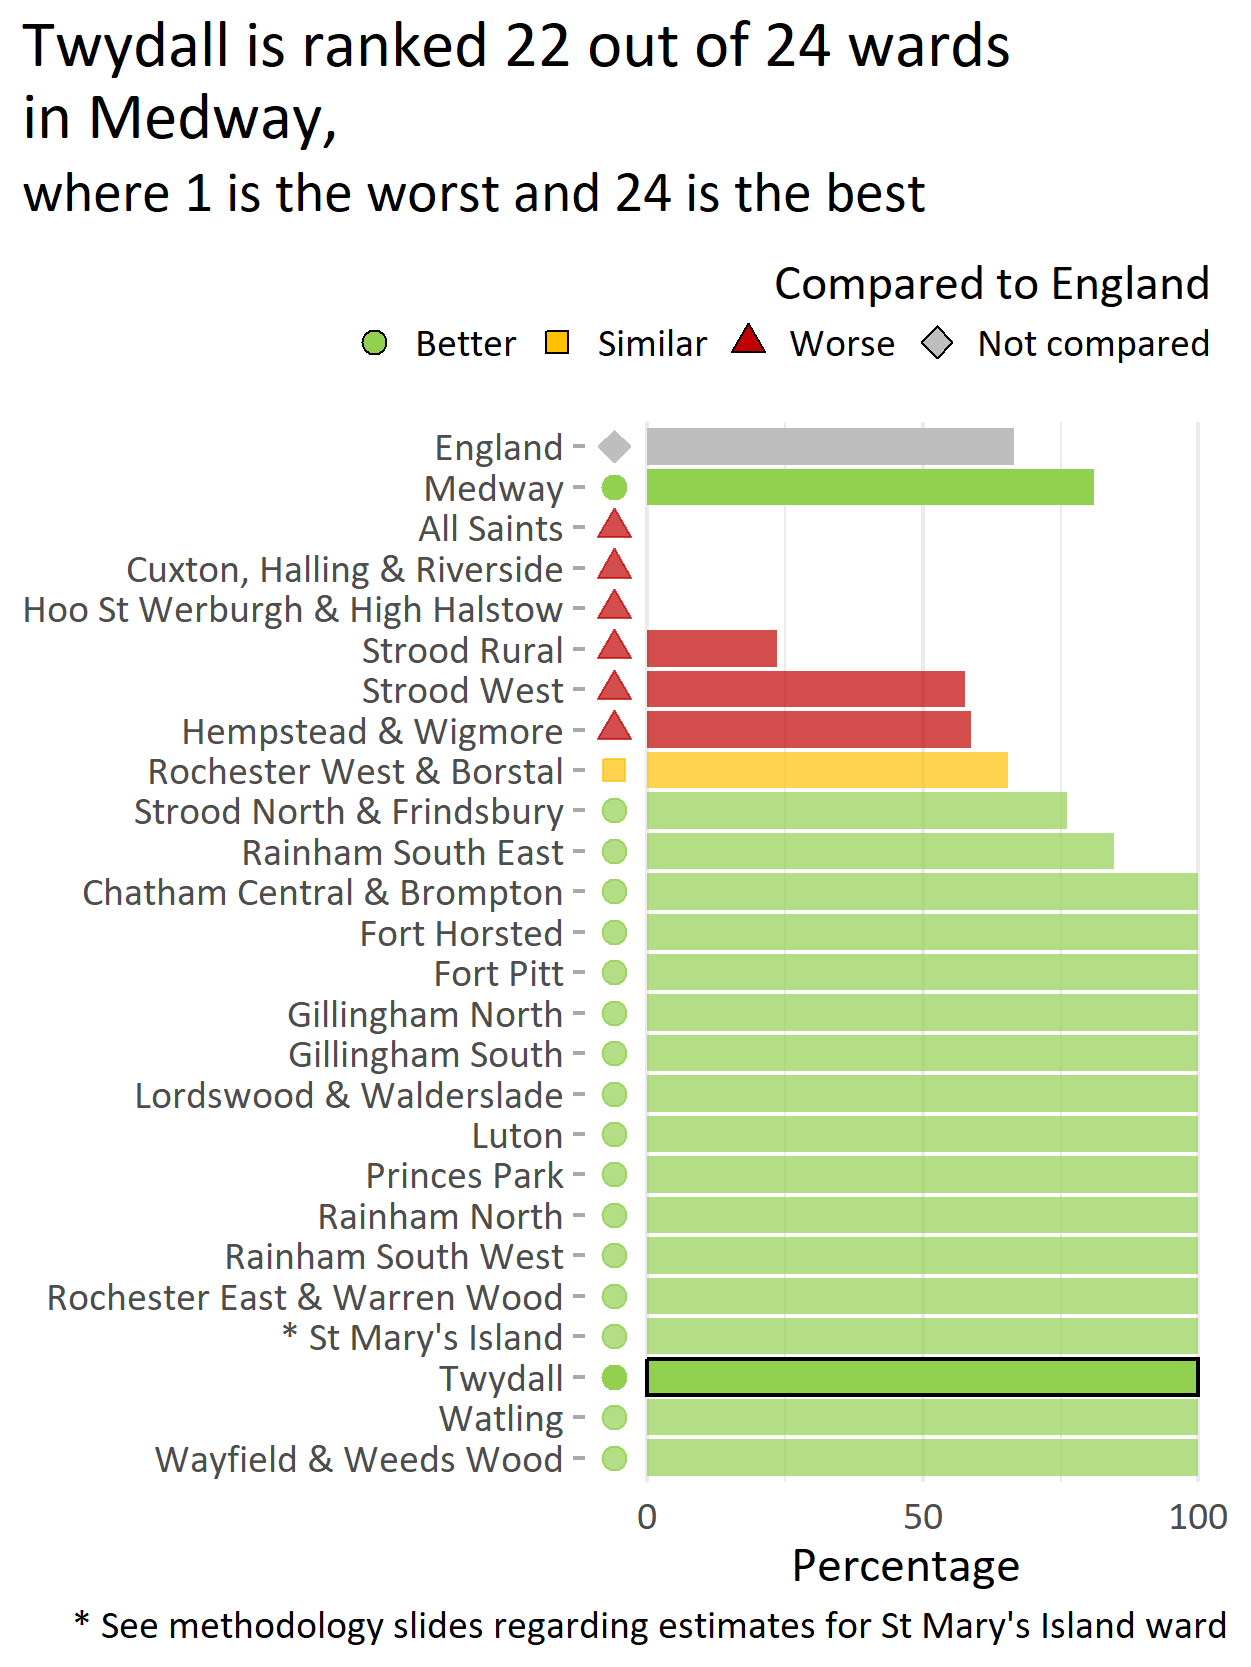 Twydall is ranked 22 out of 24 wards
in Medway,
where 1 is the worst and 24 is the best
Compared to England
Better Similar Worse Not compared
England
Medway
All Saints
Cuxton, Halling & Riverside
Hoo St Werburgh & High Halstow
Strood Rural
Strood West
Hempstead & Wigmore
Rochester West & Borstal
Strood North & Frindsbury
Rainham South East
Chatham Central & Brompton
Fort Horsted
Fort Pitt
Gillingham North
Gillingham South
Lordswood & Walderslade
Luton
Princes Park
Rainham North
Rainham South West
Rochester East & Warren Wood
* St Mary's Island
Twydall
Watling
Wayfield & Weeds Wood
0 50 100
Percentage
* See methodology slides regarding estimates for St Mary's Island ward